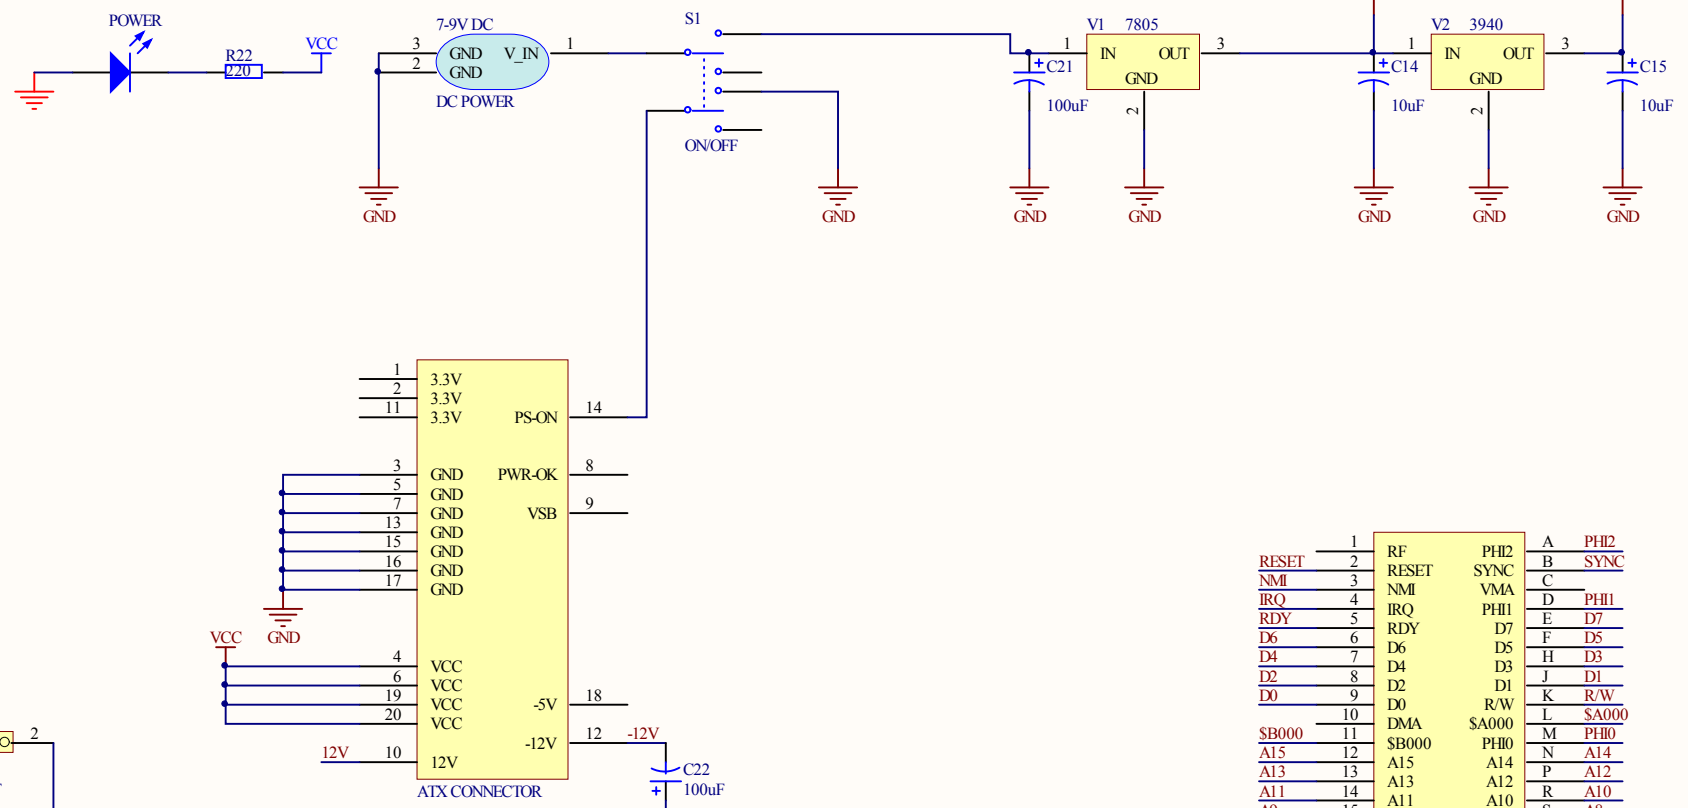 POWER
R22
220
VCC
7-9V DC
3 GND V_IN 1
2 GND
DC POWER
GND
S1
ON/OFF
GND
+ C21
100uF
GND
V1 7805
1 IN OUT 3
GND
2
GND
+ C14
10uF
GND
V2 3940
1 IN OUT 3
GND
2
GND
+ C15
10uF
GND
1 3.3V
2 3.3V
11 3.3V PS-ON 14
3 GND PWR-OK 8
5 GND
7 GND VSB 9
13 GND
15 GND
16 GND
17 GND
GND
VCC
4 VCC
6 VCC
19 VCC -5V 18
20 VCC
-12V 12 -12V
12V 10 12V
ATX CONNECTOR
C22
+ 100uF
2
1 RF PHI2 A PHI2
RESET 2 RESET SYNC B SYNC
NMI 3 NMI VMA C
IRQ 4 IRQ PHI1 D PHI1
RDY 5 RDY D7 E D7
D6 6 D6 D5 F D5
D4 7 D4 D3 H D3
D2 8 D2 D1 J D1
D0 9 D0 R/W K R/W
10 DMA $A000 L $A000
$B000 11 $B000 PHI0 M PHI0
A15 12 A15 A14 N A14
A13 13 A13 A12 P A12
A11 14 A11 A10 R A10